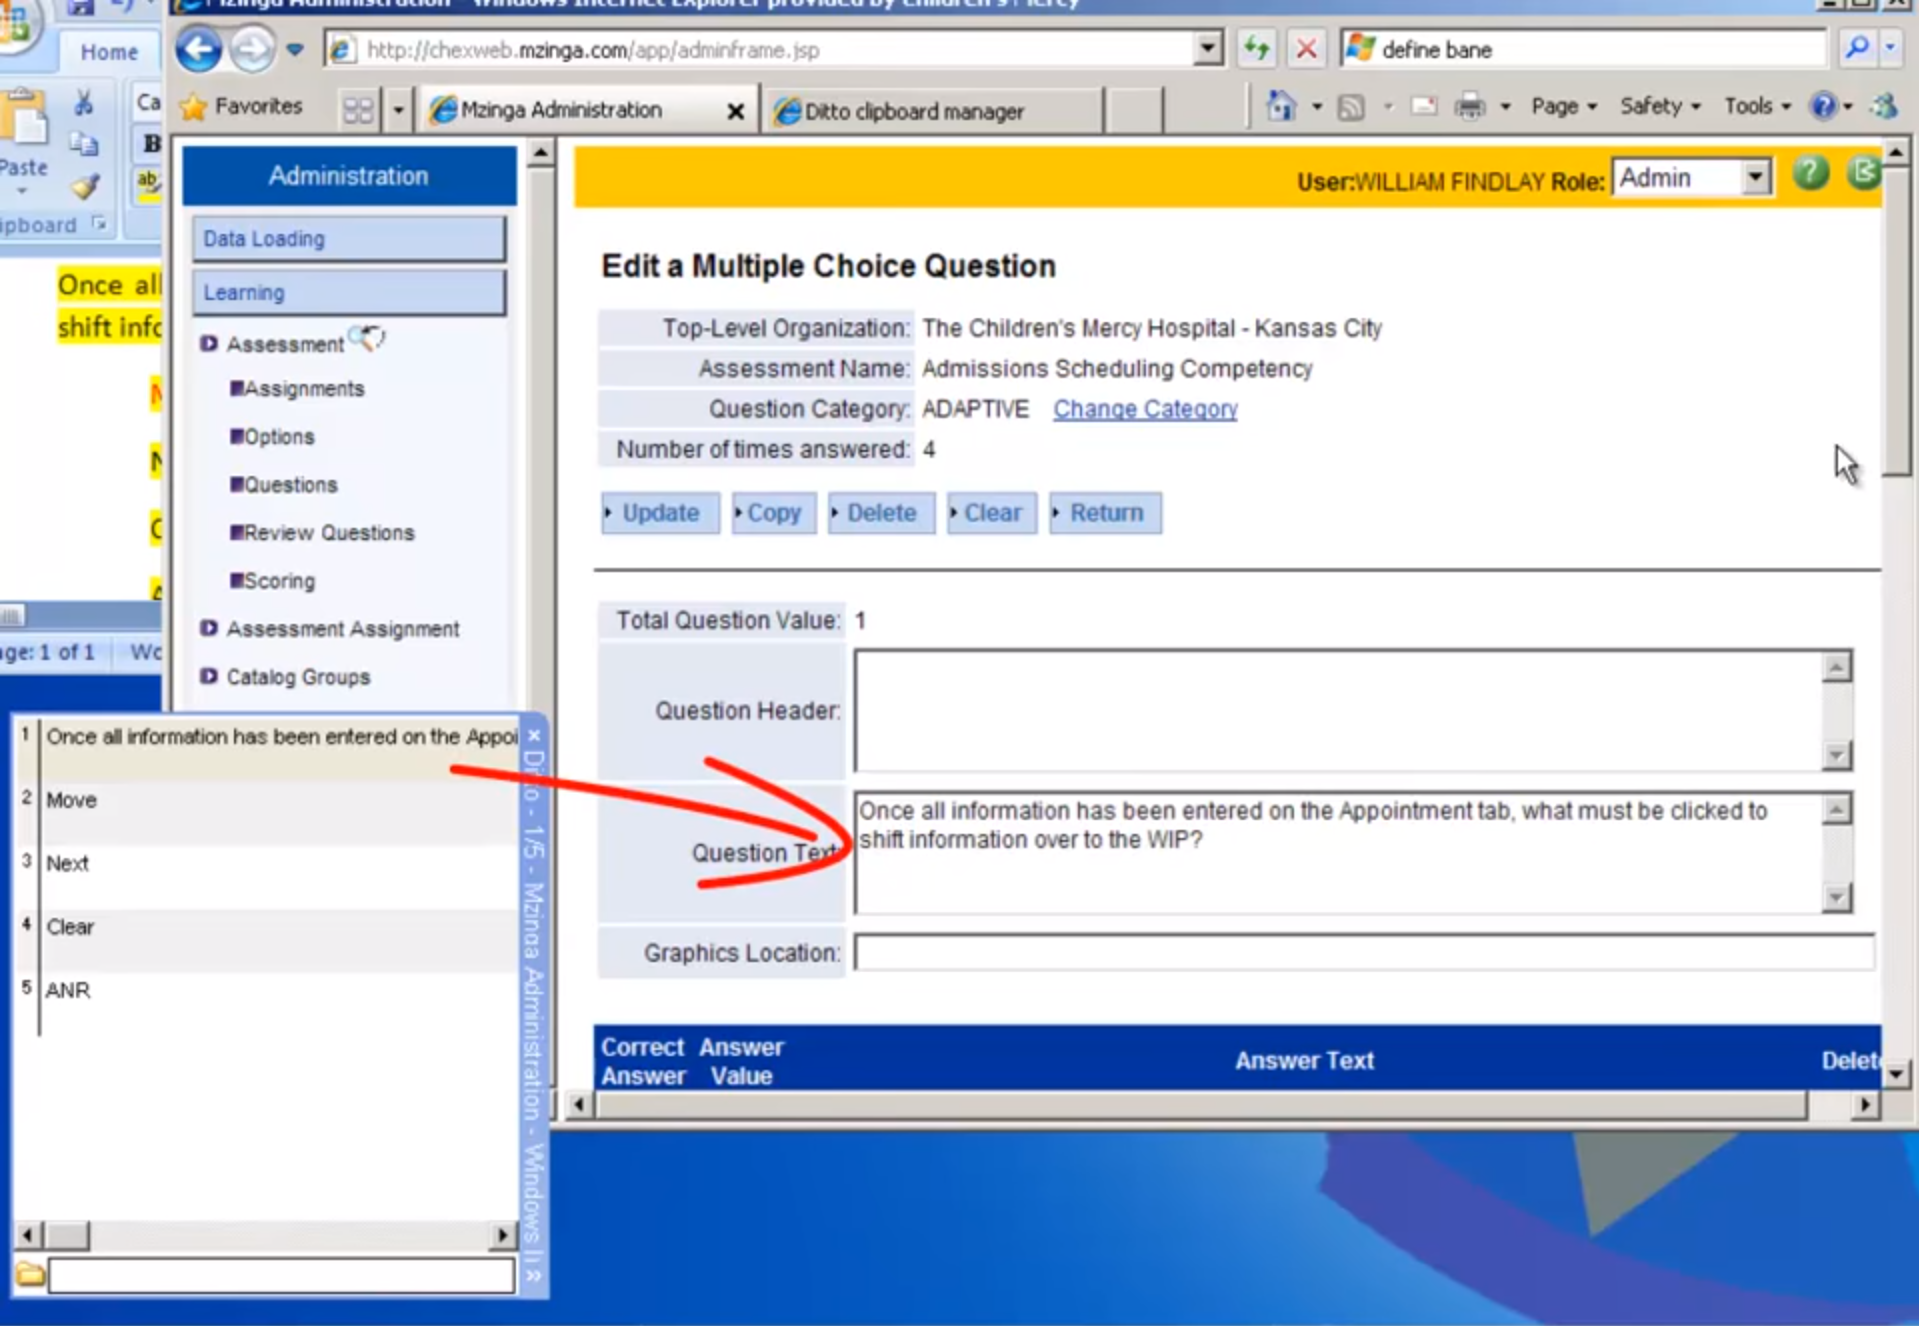 Mzinga Administration - Windows Internet Explorer provided by Children's Mercy
Home
http://chexweb.mzinga.com/app/adminframe.jsp
define bane
Favorites
Mzinga Administration
Ditto clipboard manager
Page
Safety
Tools
Ca
B
ab
Paste
ipboard
Once all
shift info
age: 1 of 1
Wo
Administration
Data Loading
Learning
Assessment
Assignments
Options
Questions
Review Questions
Scoring
Assessment Assignment
Catalog Groups
User:WILLIAM FINDLAY Role: Admin
Edit a Multiple Choice Question
Top-Level Organization: The Children's Mercy Hospital - Kansas City
Assessment Name: Admissions Scheduling Competency
Question Category: ADAPTIVE Change Category
Number of times answered: 4
Update Copy Delete Clear Return
Total Question Value: 1
Question Header:
Question Text:
Once all information has been entered on the Appointment tab, what must be clicked to
shift information over to the WIP?
Graphics Location:
Correct Answer
Answer Value
Answer Text
Delete
1 Once all information has been entered on the Appoi
2 Move
3 Next
4 Clear
5 ANR
Ditto - 1/5 - Mzinga Administration - Windows I